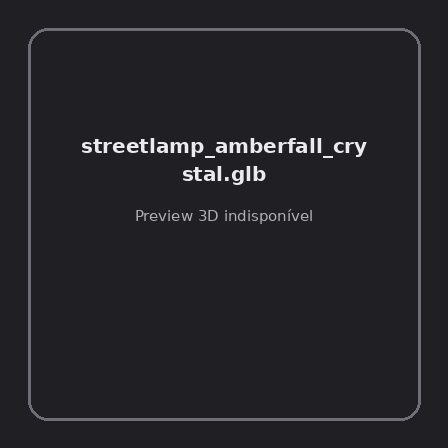 streetlamp_amberfall_cry
stal.glb
Preview 3D indisponível